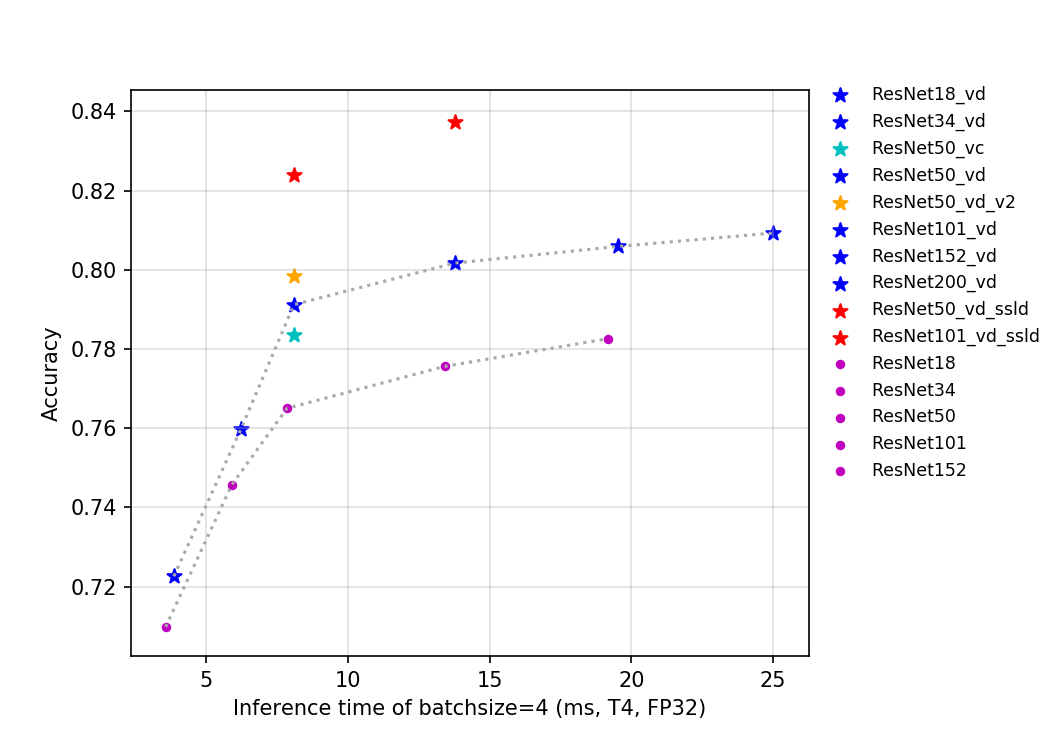 0.84
0.82
0.80
0.78
0.76
0.74
0.72
Accuracy
5
10
15
20
25
Inference time of batchsize=4 (ms, T4, FP32)
ResNet18_vd
ResNet34_vd
ResNet50_vc
ResNet50_vd
ResNet50_vd_v2
ResNet101_vd
ResNet152_vd
ResNet200_vd
ResNet50_vd_ssld
ResNet101_vd_ssld
ResNet18
ResNet34
ResNet50
ResNet101
ResNet152